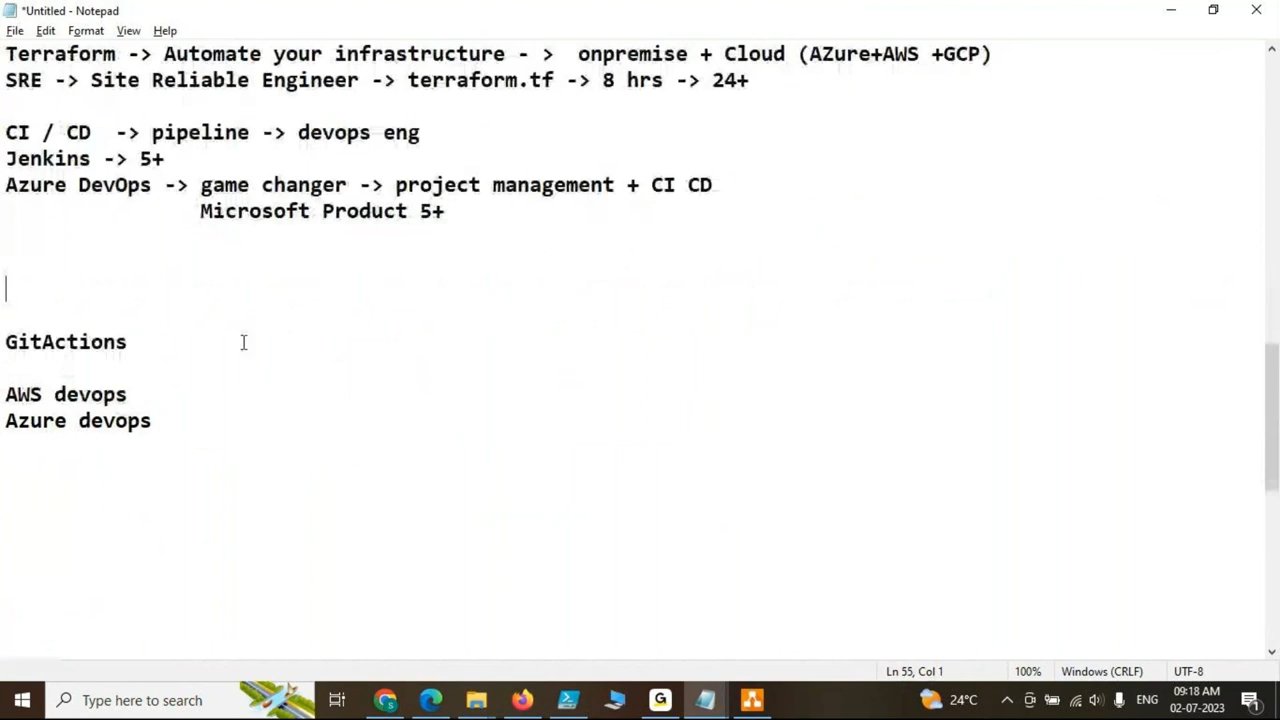 *Untitled - Notepad
File Edit Format View Help
Terraform -> Automate your infrastructure - > onpremise + Cloud (AZure+AWS +GCP)
SRE -> Site Reliable Engineer -> terraform.tf -> 8 hrs -> 24+
CI / CD -> pipeline -> devops eng
Jenkins -> 5+
Azure DevOps -> game changer -> project management + CI CD
Microsoft Product 5+
GitActions
AWS devops
Azure devops
Ln 55, Col 1 100% Windows (CRLF) UTF-8
Type here to search
G
24°C
ENG
09:18 AM
02-07-2023
1